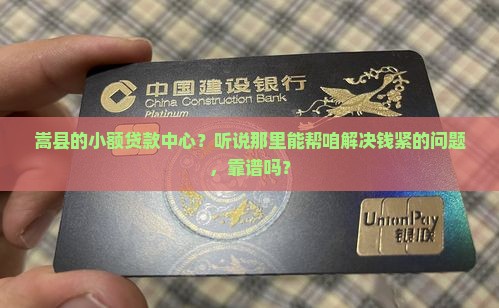 中国建设银行
China Construction Bank
Platinum
嵩县的小额贷款中心？听说那里能帮咱解决钱紧的问题
，靠谱吗？
UnionPay
银联